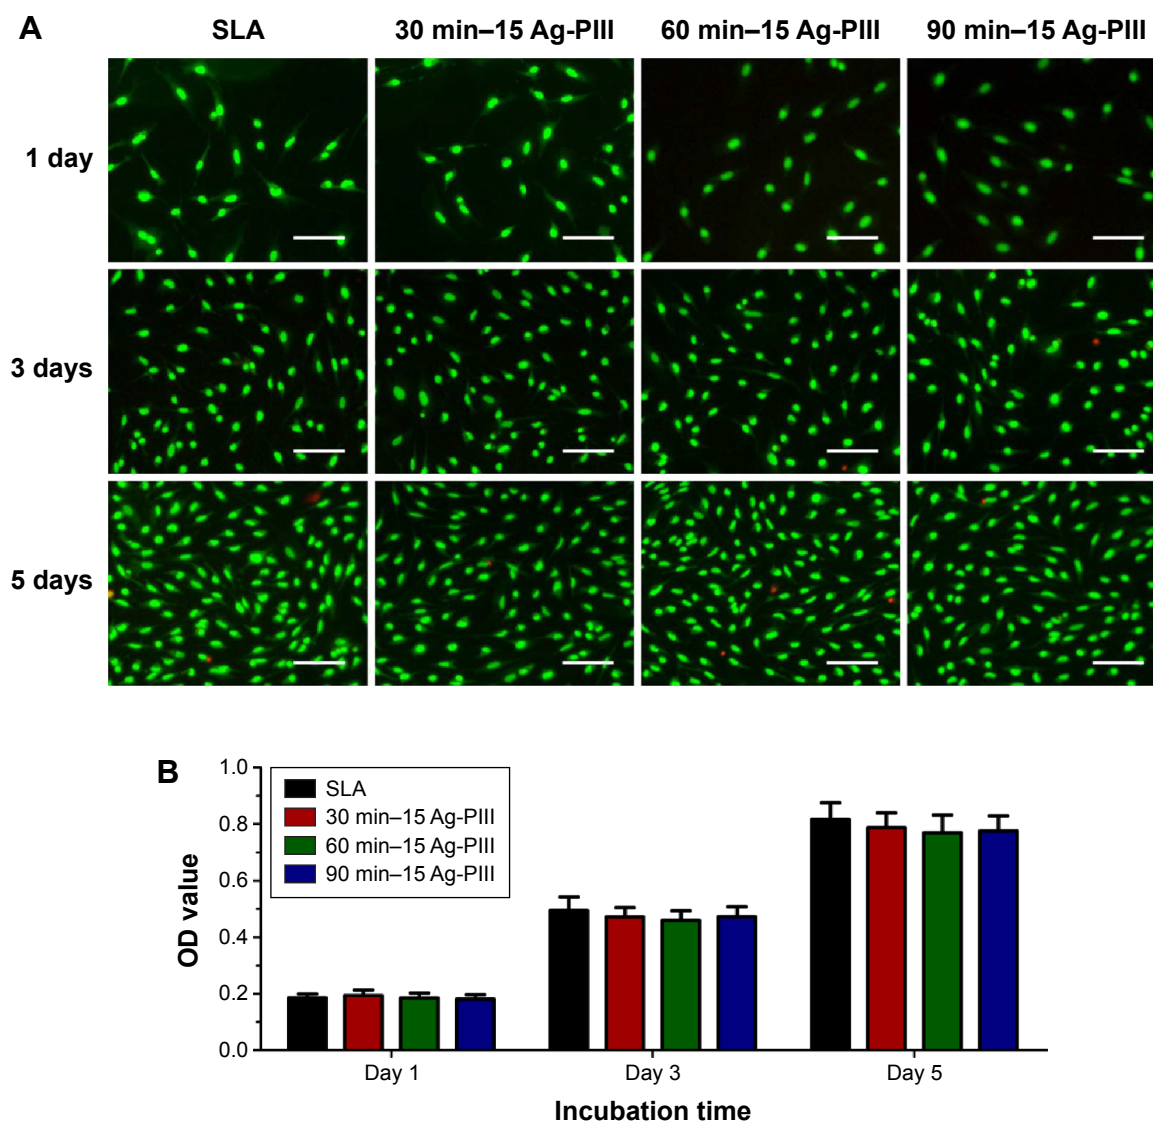 A
SLA
30 min–15 Ag-PIII
60 min–15 Ag-PIII
90 min–15 Ag-PIII
1 day
3 days
5 days
B
1.0
0.8
0.6
0.4
0.2
0.0
OD value
SLA
30 min–15 Ag-PIII
60 min–15 Ag-PIII
90 min–15 Ag-PIII
Day 1
Day 3
Day 5
Incubation time